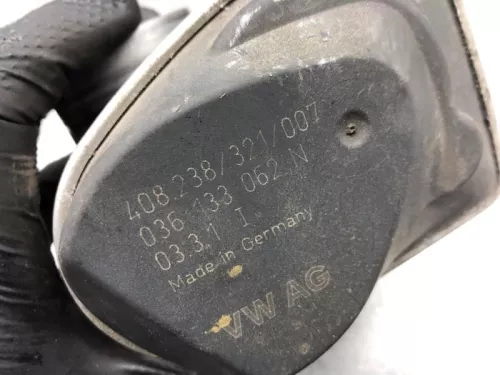 408.238/321/007
036 133 062 N
03.3.1 I
Made in Germany
VW AG